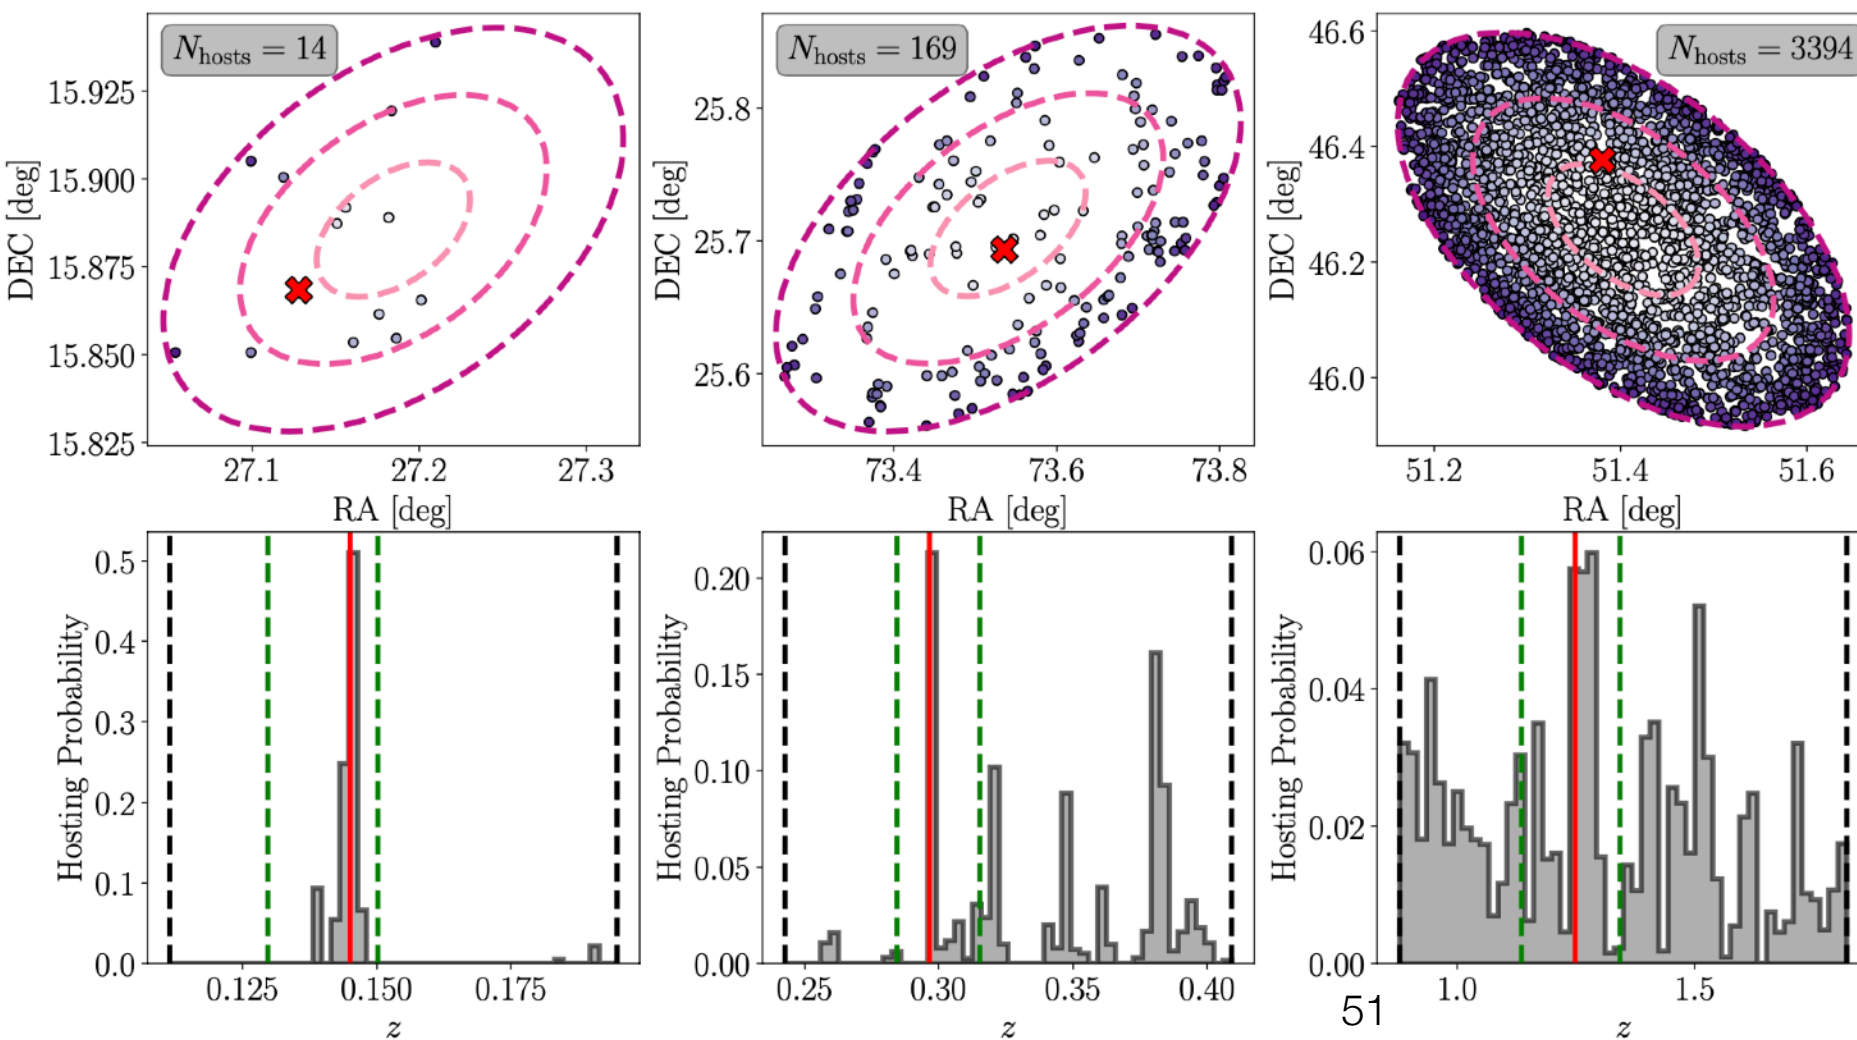 N_hosts = 14
15.925
15.900
15.875
15.850
15.825
DEC [deg]
27.1 27.2 27.3
RA [deg]
N_hosts = 169
25.8
25.7
25.6
DEC [deg]
73.4 73.6 73.8
RA [deg]
N_hosts = 3394
46.6
46.4
46.2
46.0
DEC [deg]
51.2 51.4 51.6
RA [deg]
0.5
0.4
0.3
0.2
0.1
0.0
Hosting Probability
0.125 0.150 0.175
z
0.20
0.15
0.10
0.05
0.00
Hosting Probability
0.25 0.30 0.35 0.40
z
0.06
0.04
0.02
0.00
Hosting Probability
1.0 1.5
z
51